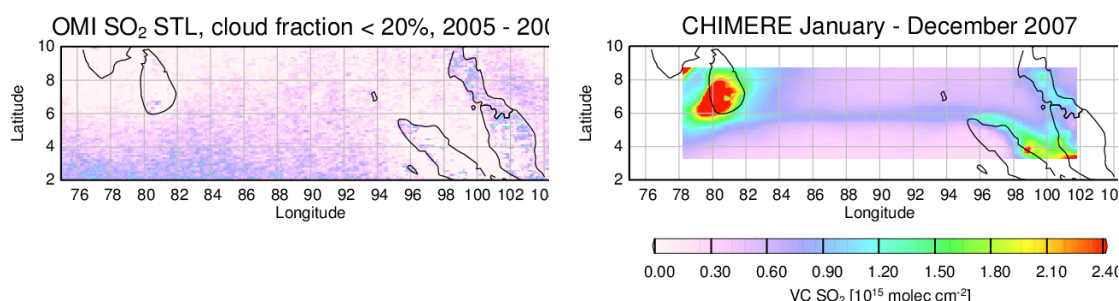 OMI SO₂ STL, cloud fraction < 20%, 2005 - 200
10
8
6
4
2
Latitude
76 78 80 82 84 86 88 90 92 94 96 98 100 102 10
Longitude
CHIMERE January - December 2007
10
8
6
4
2
Latitude
76 78 80 82 84 86 88 90 92 94 96 98 100 102 104
Longitude
0.00 0.30 0.60 0.90 1.20 1.50 1.80 2.10 2.40
VC SO₂ [10¹⁵ molec cm⁻²]